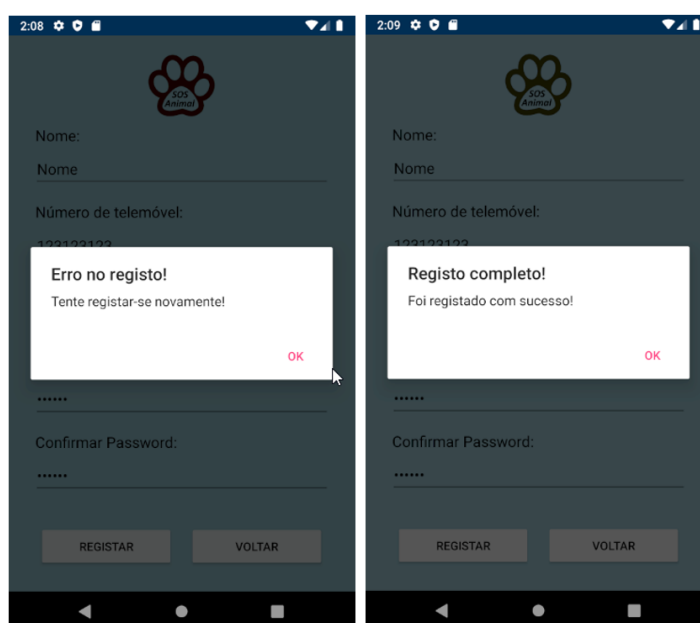 2:08
SOS
Animal
Nome:
Nome
Número de telemóvel:
123123123
Erro no registo!
Tente registar-se novamente!
OK
••••••
Confirmar Password:
••••••
REGISTAR VOLTAR
2:09
SOS
Animal
Nome:
Nome
Número de telemóvel:
123123123
Registo completo!
Foi registado com sucesso!
OK
••••••
Confirmar Password:
••••••
REGISTAR VOLTAR